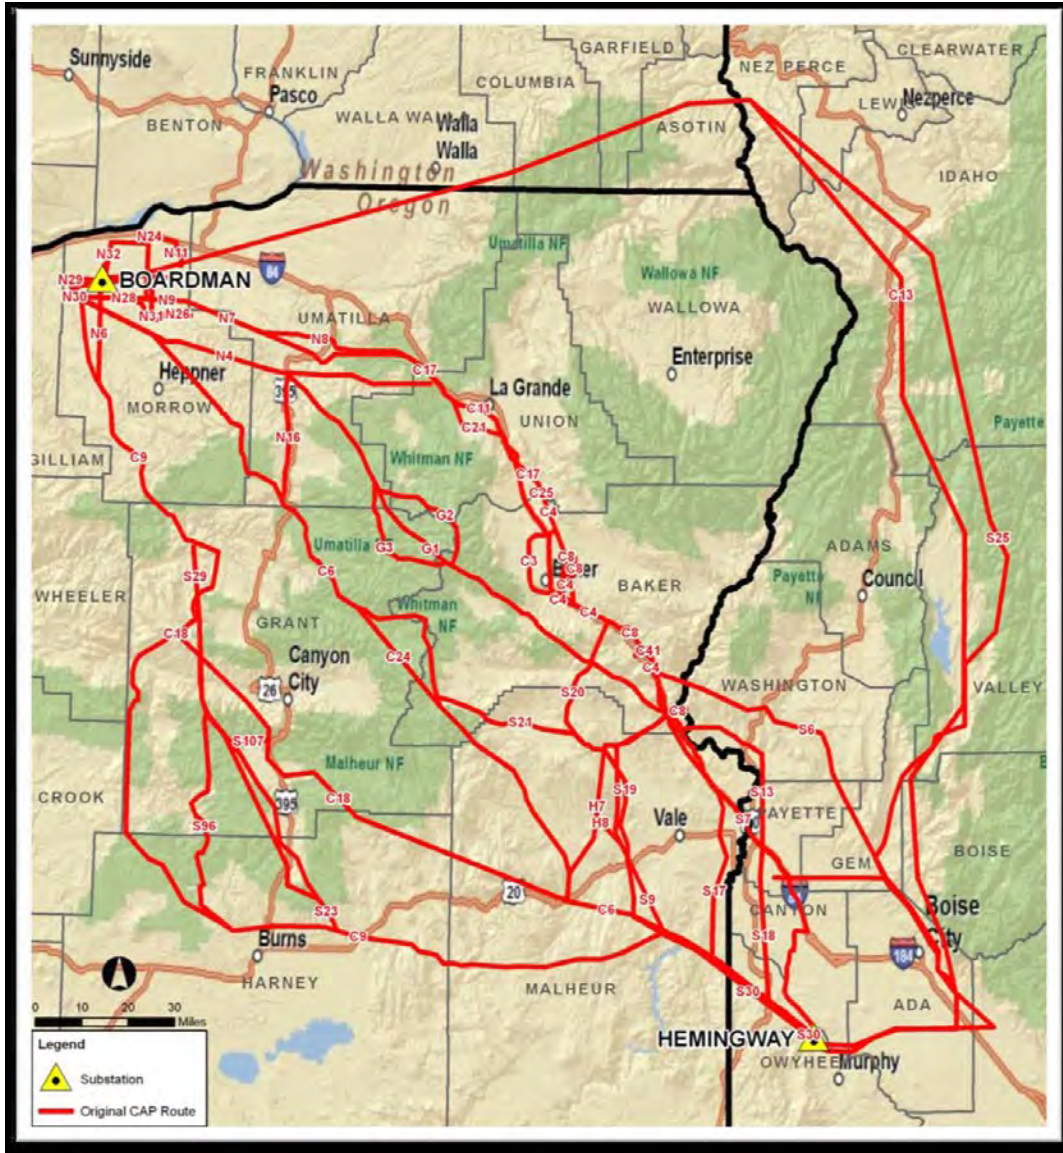 GARFIELD
CLEARWATER
Sunnyside
FRANKLIN
NEZ PERCE
COLUMBIA
Pasco
LEWIS
Nezperce
BENTON
WALLA WALLA
Walla
Walla
ASOTIN
Washington
IDAHO
Oregon
N24
N11
N32
Umatilla NF
84
Wallowa NF
N29
BOARDMAN
N30
N28
N9
N31
N26
C13
WALLOWA
N7
UMATILLA
N6
N8
N4
Enterprise
Heppner
C17
395
La Grande
MORROW
C11
UNION
C21
Payette
N16
GILLIAM
C9
Whitman NF
C17
C25
G2
C4
S25
Umatilla NF
G3
G1
ADAMS
C8
S29
C6
C3
C8
Payette
NF
Council
BAKER
C4
WHEELER
Whitman
NF
C4
C4
GRANT
C18
C8
C24
C41
Canyon
City
C4
WASHINGTON
VALLEY
26
S20
C8
S21
S6
S107
Malheur NF
CROOK
C18
S19
S13
395
H7
H8
Vale
S7
PAYETTE
S96
GEM
BOISE
S17
20
CANYON
S23
C6
S9
Boise
City
C9
S18
Burns
184
HARNEY
MALHEUR
S30
ADA
0 10 20 30
Miles
HEMINGWAY
S30
OWYHEE
Murphy
Legend
Substation
Original CAP Route